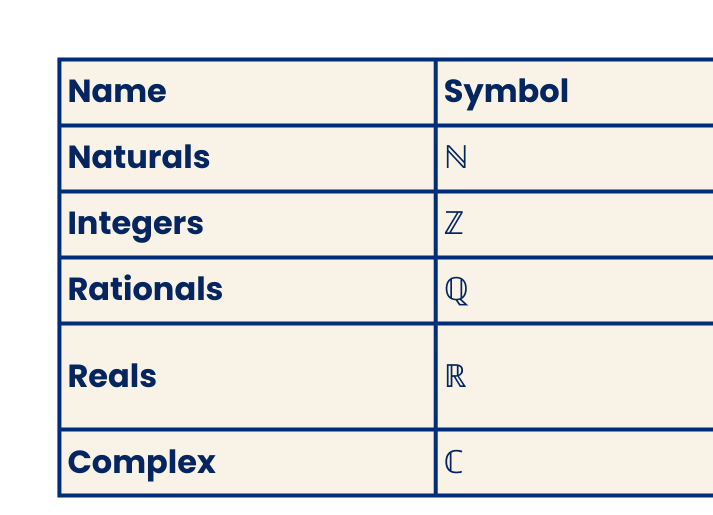 Name Symbol
Naturals ℕ
Integers ℤ
Rationals ℚ
Reals ℝ
Complex ℂ